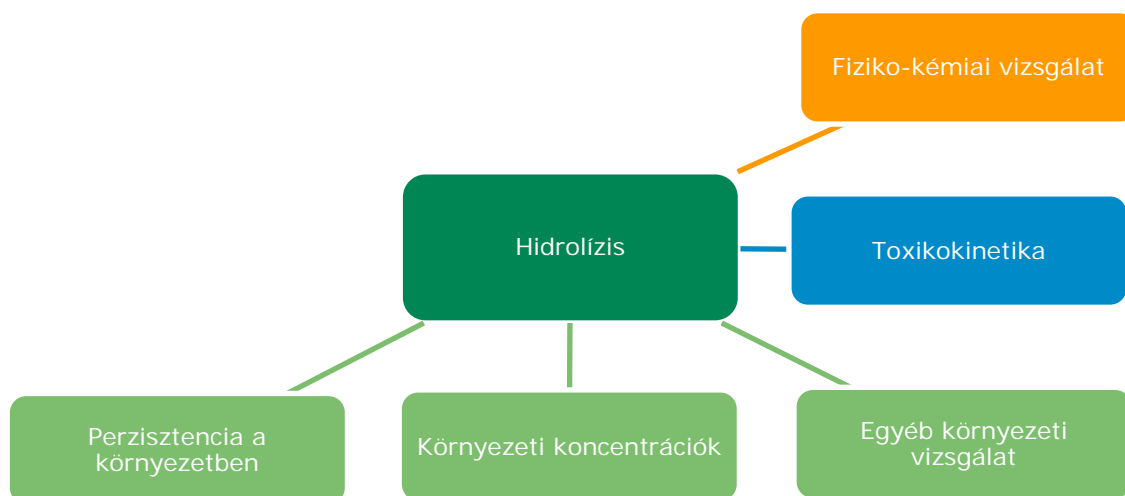 Fiziko-kémiai vizsgálat
Hidrolízis
Toxikokinetika
Perzisztencia a
környezetben
Környezeti koncentrációk
Egyéb környezeti
vizsgálat